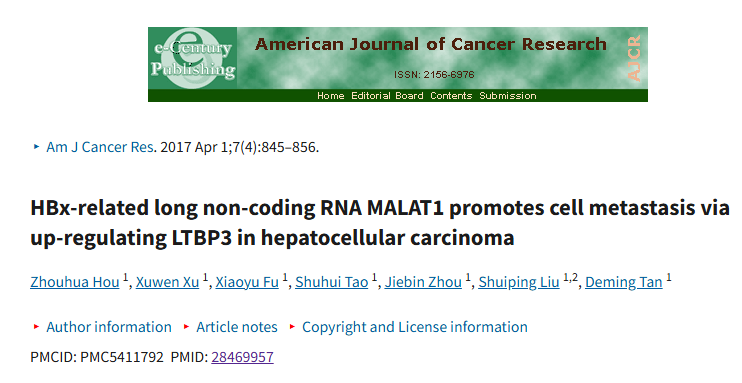 e-Century
Publishing
American Journal of Cancer Research
ISSN: 2156-6976
AJCR
Home Editorial Board Contents Submission
Am J Cancer Res. 2017 Apr 1;7(4):845–856.
HBx-related long non-coding RNA MALAT1 promotes cell metastasis via
up-regulating LTBP3 in hepatocellular carcinoma
Zhouhua Hou 1, Xuwen Xu 1, Xiaoyu Fu 1, Shuhui Tao 1, Jiebin Zhou 1, Shuiping Liu 1,2, Deming Tan 1
Author information Article notes Copyright and License information
PMCID: PMC5411792 PMID: 28469957